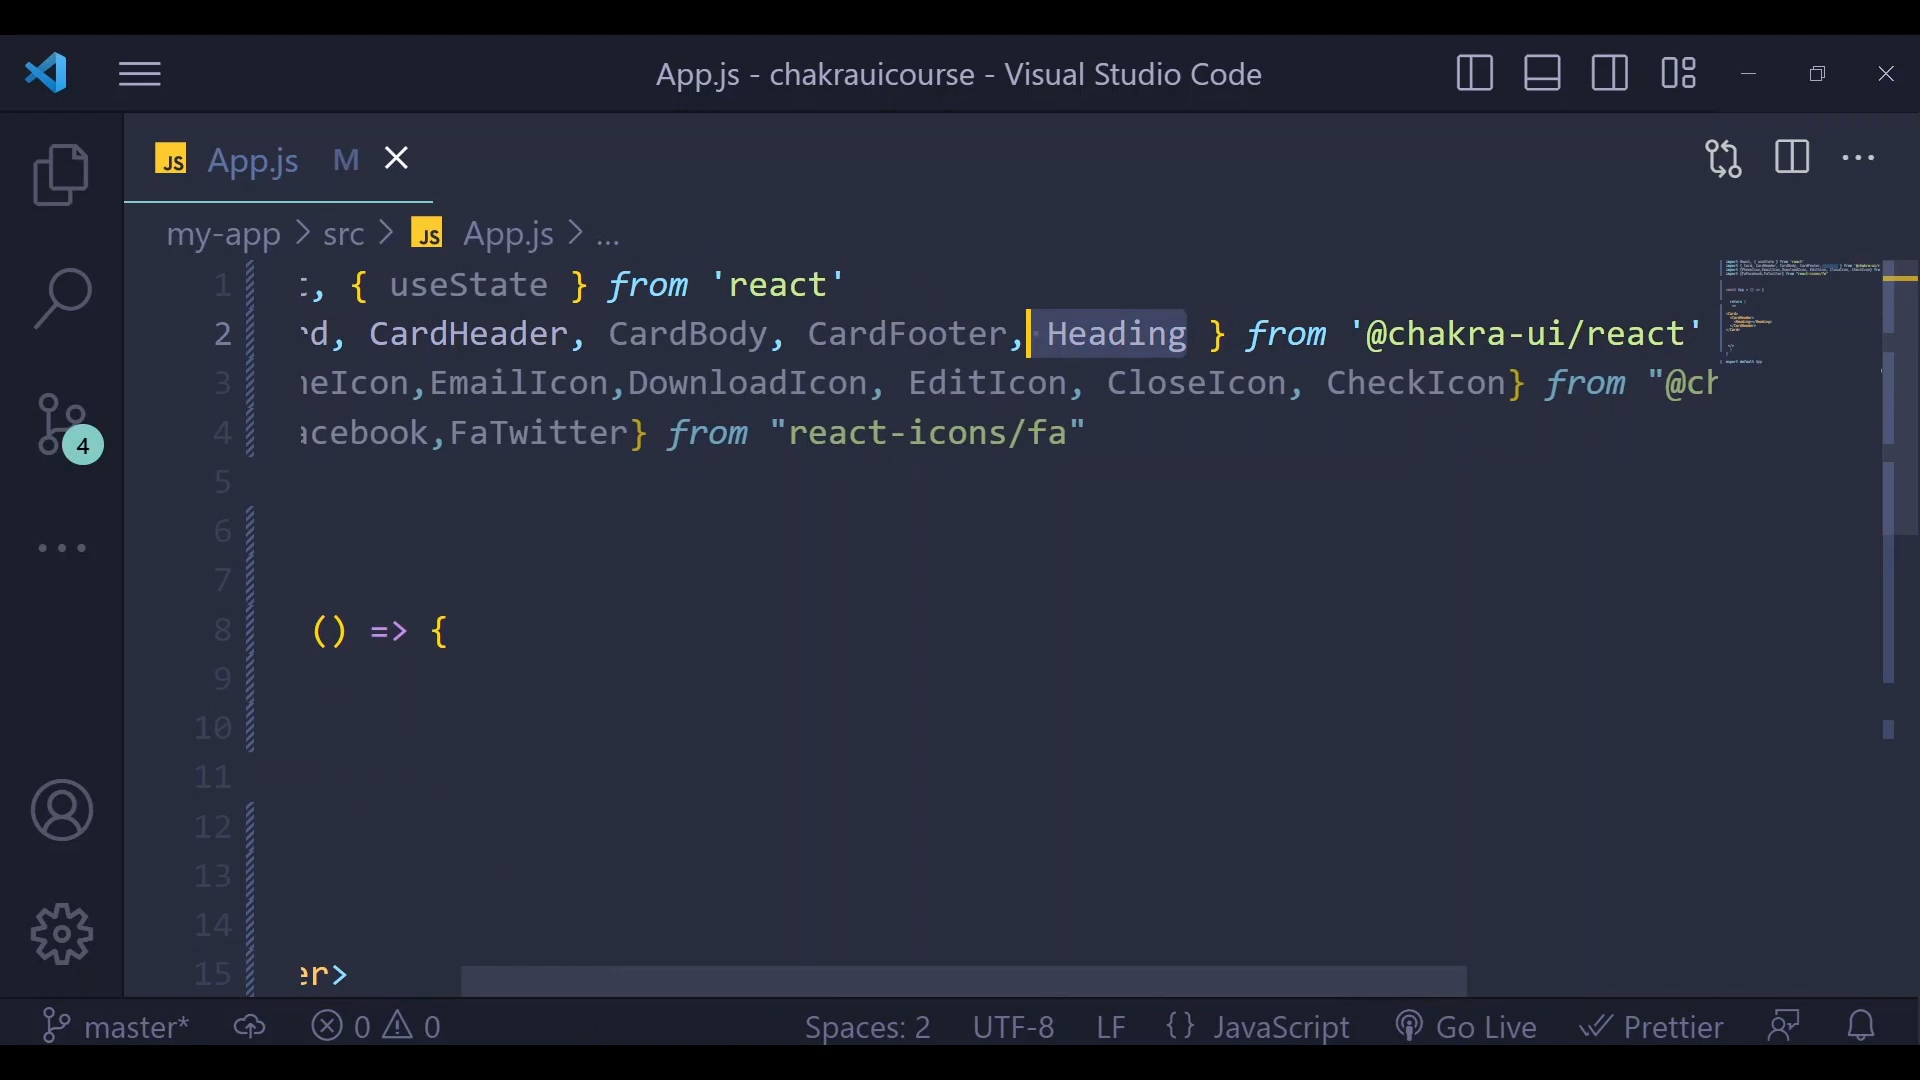 App.js - chakrauicourse - Visual Studio Code
JS App.js M
my-app > src > JS App.js > ...
1 t, { useState } from 'react'
2 rd, CardHeader, CardBody, CardFooter, Heading } from '@chakra-ui/react'
3 neIcon,EmailIcon,DownloadIcon, EditIcon, CloseIcon, CheckIcon} from "@ch
4 acebook,FaTwitter} from "react-icons/fa"
5
6
7
8 () => {
9
10
11
12
13
14
15 er>
4
master* 0 0 Spaces: 2 UTF-8 LF {} JavaScript Go Live Prettier